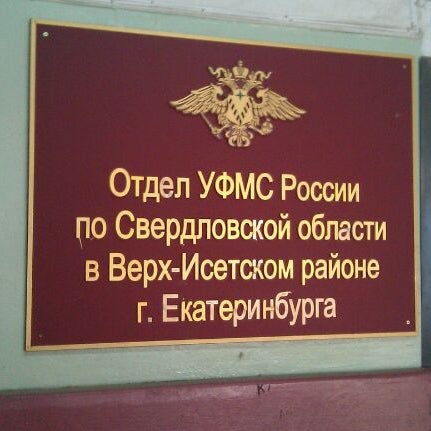 Отдел УФМС России
по Свердловской области
в Верх-Исетском районе
г. Екатеринбурга